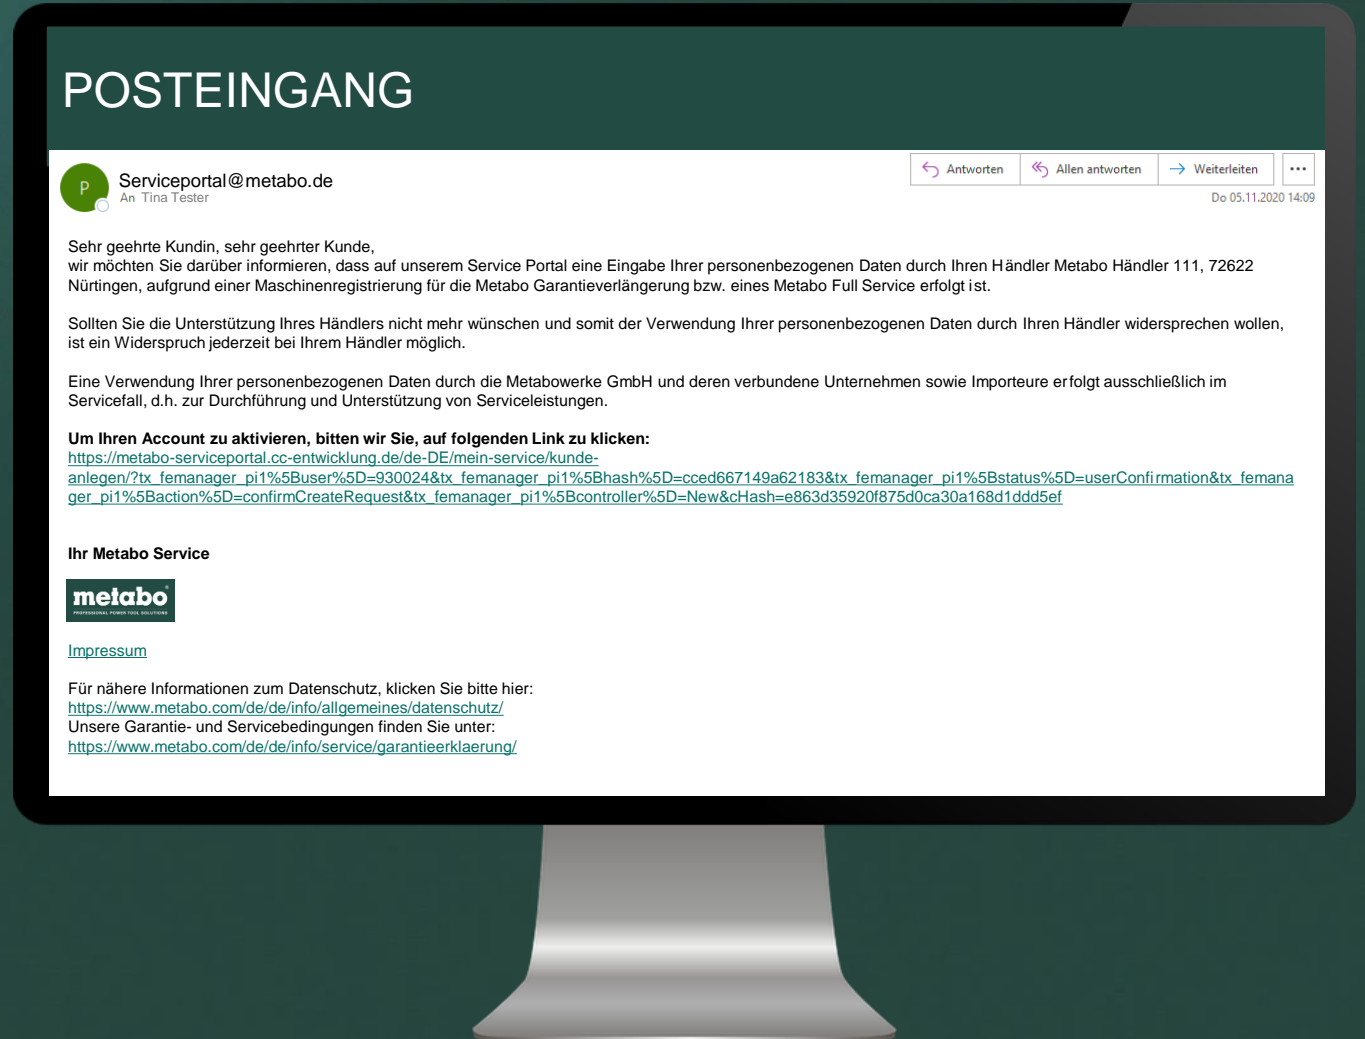 POSTEINGANG
P
Serviceportal@metabo.de
An Tina Tester
Antworten
Allen antworten
Weiterleiten
Do 05.11.2020 14:09
Sehr geehrte Kundin, sehr geehrter Kunde,
wir möchten Sie darüber informieren, dass auf unserem Service Portal eine Eingabe Ihrer personenbezogenen Daten durch Ihren Händler Metabo Händler 111, 72622
Nürtingen, aufgrund einer Maschinenregistrierung für die Metabo Garantieverlängerung bzw. eines Metabo Full Service erfolgt ist.
Sollten Sie die Unterstützung Ihres Händlers nicht mehr wünschen und somit der Verwendung Ihrer personenbezogenen Daten durch Ihren Händler widersprechen wollen,
ist ein Widerspruch jederzeit bei Ihrem Händler möglich.
Eine Verwendung Ihrer personenbezogenen Daten durch die Metabowerke GmbH und deren verbundene Unternehmen sowie Importeure erfolgt ausschließlich im
Servicefall, d.h. zur Durchführung und Unterstützung von Serviceleistungen.
Um Ihren Account zu aktivieren, bitten wir Sie, auf folgenden Link zu klicken:
https://metabo-serviceportal.cc-entwicklung.de/de-DE/mein-service/kunde-
anlegen/?tx_femanager_pi1%5Buser%5D=930024&tx_femanager_pi1%5Bhash%5D=cced667149a62183&tx_femanager_pi1%5Bstatus%5D=userConfirmation&tx_femana
ger_pi1%5Baction%5D=confirmCreateRequest&tx_femanager_pi1%5Bcontroller%5D=New&cHash=e863d35920f875d0ca30a168d1ddd5ef
Ihr Metabo Service
metabo
PROFESSIONAL POWER TOOL SOLUTIONS
Impressum
Für nähere Informationen zum Datenschutz, klicken Sie bitte hier:
https://www.metabo.com/de/de/info/allgemeines/datenschutz/
Unsere Garantie- und Servicebedingungen finden Sie unter:
https://www.metabo.com/de/de/info/service/garantieerklaerung/